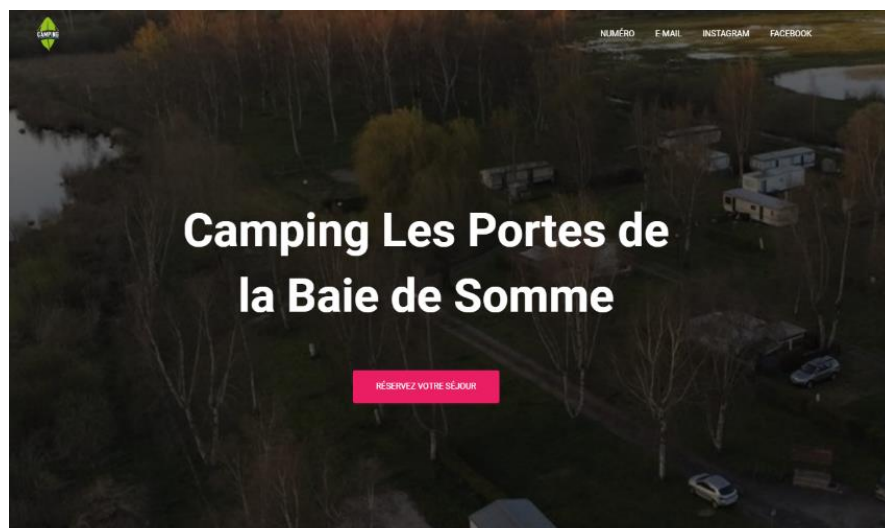 CAMPING
NUMÉRO E-MAIL INSTAGRAM FACEBOOK
Camping Les Portes de
la Baie de Somme
RÉSERVEZ VOTRE SÉJOUR